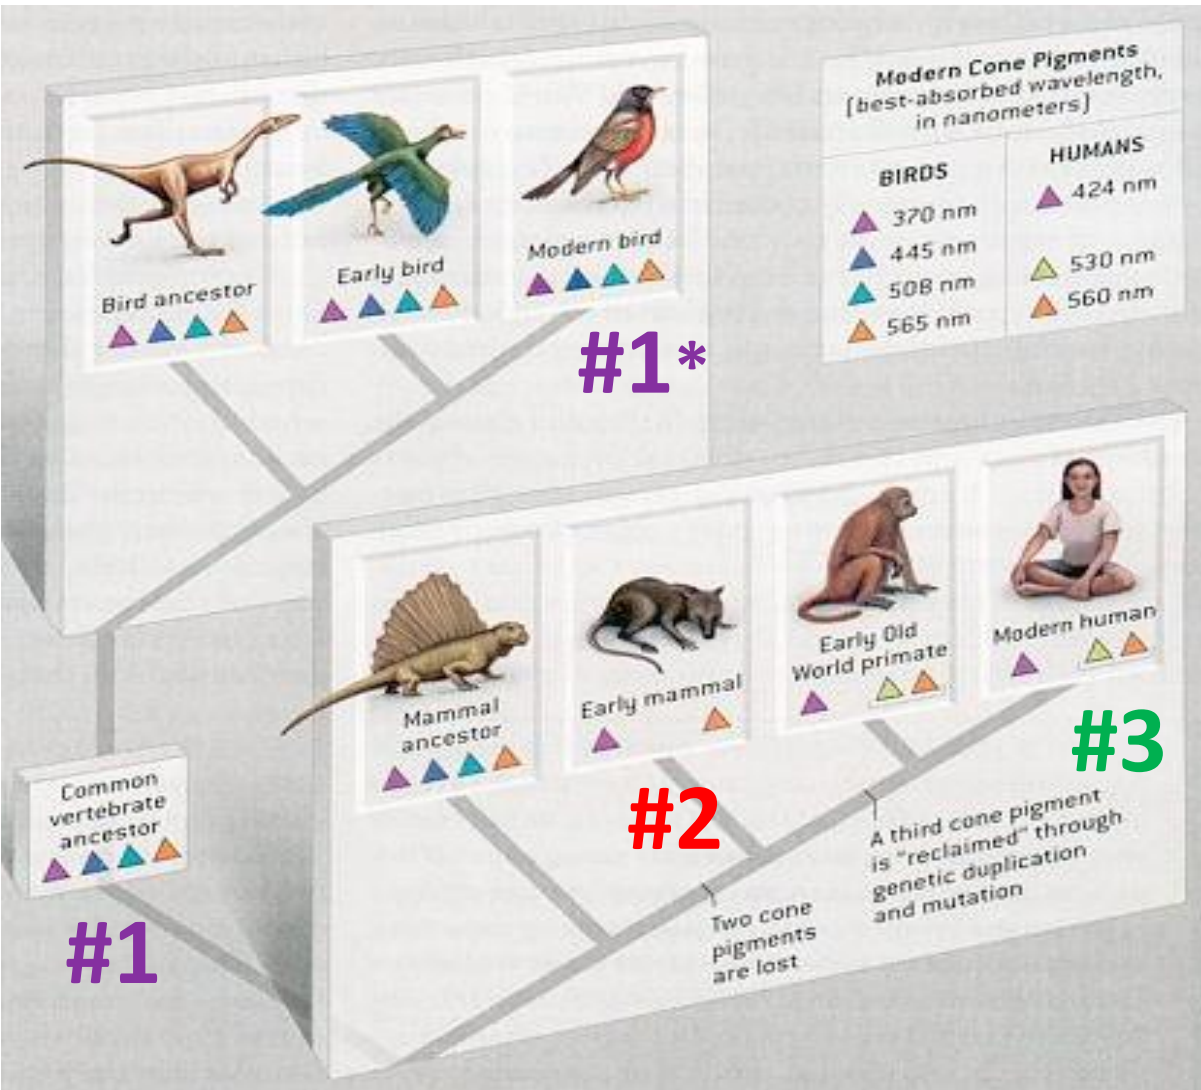 Modern Cone Pigments
[best-absorbed wavelength,
in nanometers]
BIRDS
370 nm
445 nm
508 nm
565 nm
HUMANS
424 nm
530 nm
560 nm
Bird ancestor
Early bird
Modern bird
#1*
Mammal
ancestor
Early mammal
#2
Early Old
World primate
Modern human
#3
Common
vertebrate
ancestor
#1
Two cone
pigments
are lost
A third cone pigment
is "reclaimed" through
genetic duplication
and mutation